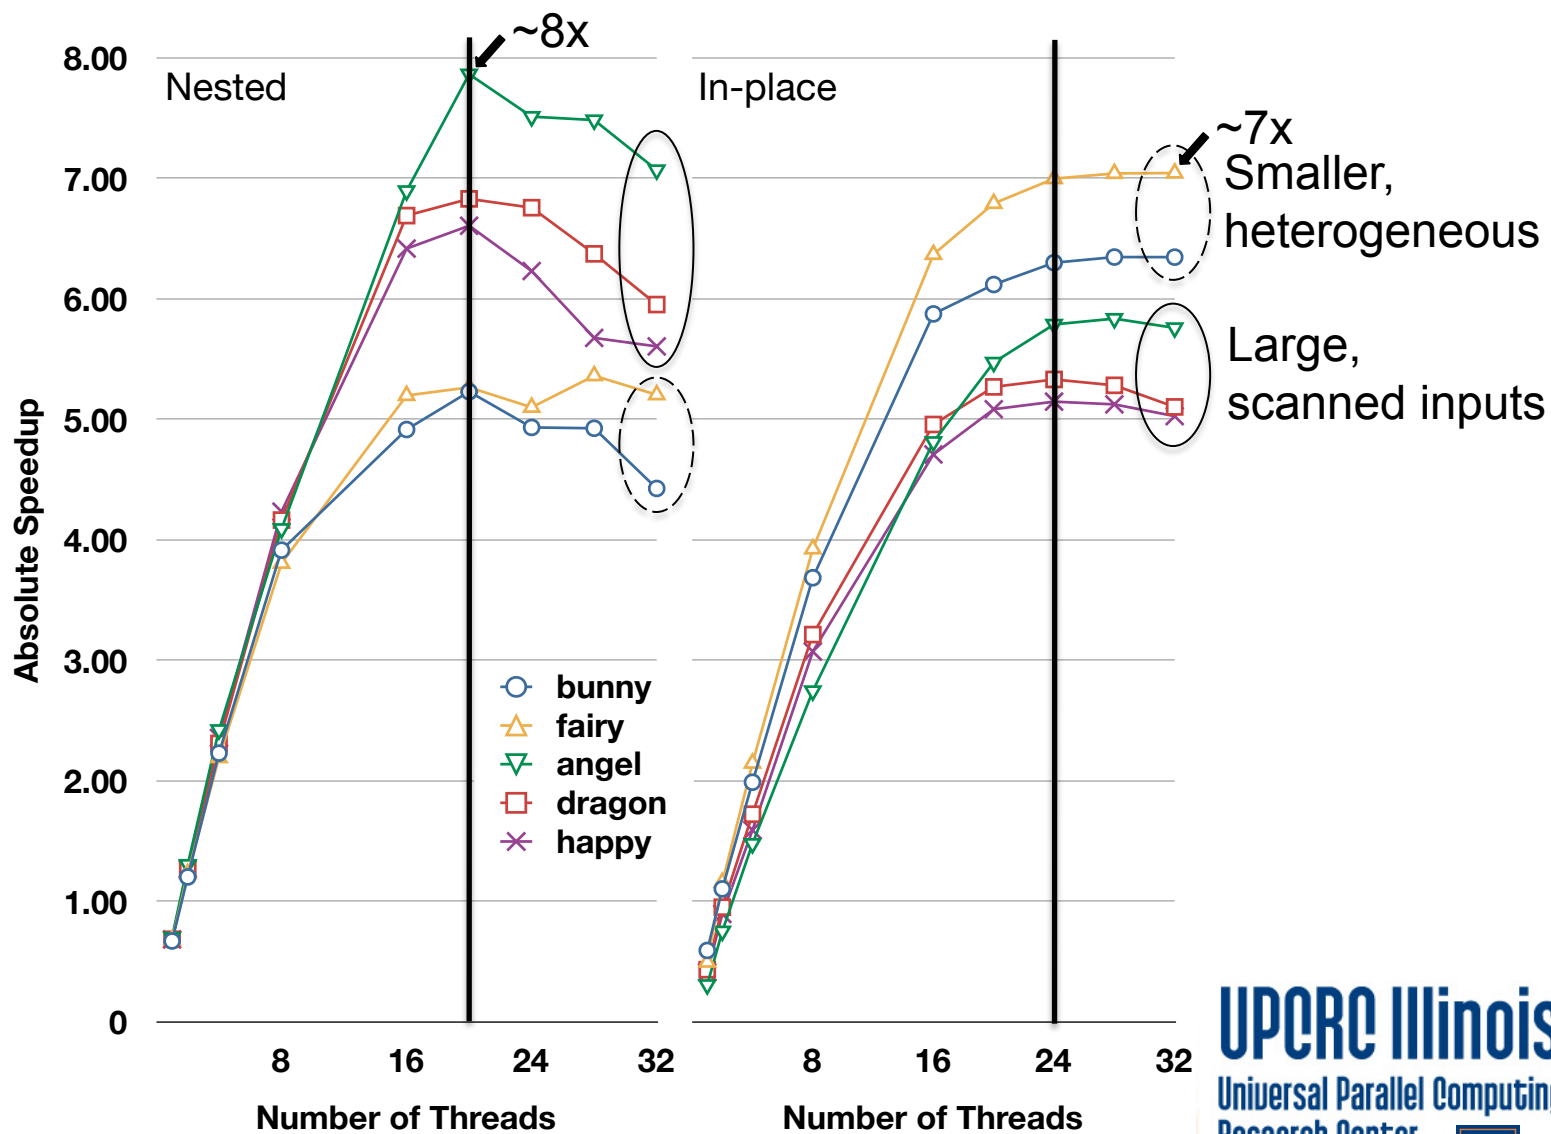 ~8x
8.00
Nested
In-place
7.00
6.00
5.00
4.00
3.00
2.00
1.00
0
Absolute Speedup
bunny
fairy
angel
dragon
happy
8 16 24 32
8 16 24 32
Number of Threads
Number of Threads
~7x
Smaller,
heterogeneous
Large,
scanned inputs
UPCRC Illinois
Universal Parallel Computing
Research Center